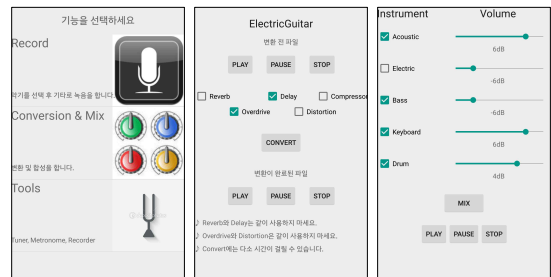 기능을 선택하세요
Record
악기를 선택 후 기타로 녹음을 합니다.
Conversion & Mix
변환 및 합성을 합니다.
Tools
Tuner, Metronome, Recorder
ElectricGuitar
변환 전 파일
PLAY PAUSE STOP
Reverb Delay Compressor
Overdrive Distortion
CONVERT
변환이 완료된 파일
PLAY PAUSE STOP
♪ Reverb와 Delay는 같이 사용하지 마세요.
♪ Overdrive와 Distortion은 같이 사용하지 마세요.
♪ Convert에는 다소 시간이 걸릴 수 있습니다.
Instrument Volume
Acoustic
6dB
Electric
-6dB
Bass
-6dB
Keyboard
6dB
Drum
4dB
MIX
PLAY PAUSE STOP